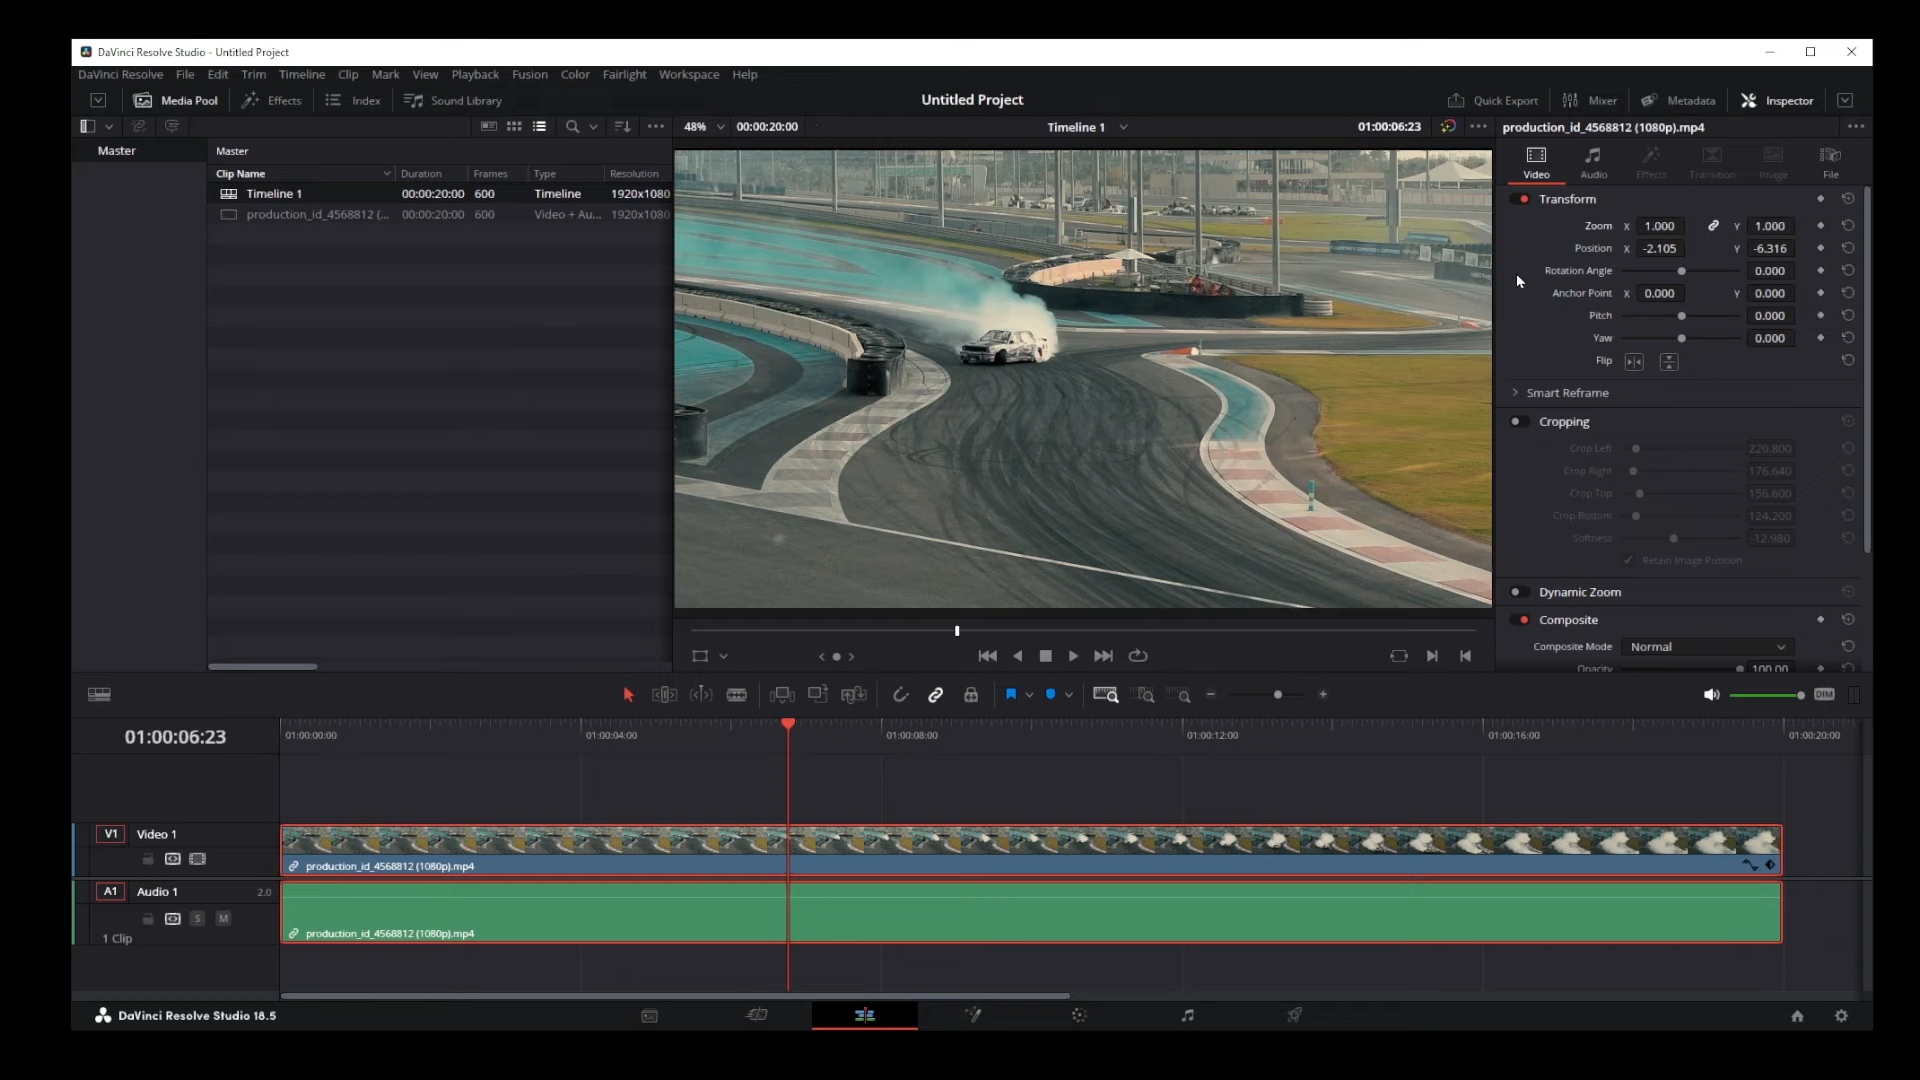 DaVinci Resolve Studio - Untitled Project
DaVinci Resolve File Edit Trim Timeline Clip Mark View Playback Fusion Color Fairlight Workspace Help
Media Pool Effects Index Sound Library Untitled Project Quick Export Mixer Metadata Inspector
48% 00:00:20:00 Timeline 1 01:00:06:23 production_id_4568812 (1080p).mp4
Master Master
Clip Name Duration Frames Type Resolution
Timeline 1 00:00:20:00 600 Timeline 1920x1080
production_id_4568812 (... 00:00:20:00 600 Video + Au... 1920x1080
Video Audio Effects Transition Image File
Transform
Zoom X 1.000 Y 1.000
Position X -2.105 Y -6.316
Rotation Angle 0.000
Anchor Point X 0.000 Y 0.000
Pitch 0.000
Yaw 0.000
Flip
Smart Reframe
Cropping
Crop Left 220.800
Crop Right 176.640
Crop Top 156.600
Crop Bottom 124.200
Softness -12.980
Retain Image Position
Dynamic Zoom
Composite
Composite Mode Normal
Opacity 100.00
DIM
01:00:06:23 01:00:00:00 01:00:04:00 01:00:08:00 01:00:12:00 01:00:16:00 01:00:20:00
V1 Video 1
production_id_4568812 (1080p).mp4
A1 Audio 1 2.0
S M
production_id_4568812 (1080p).mp4
1 Clip
DaVinci Resolve Studio 18.5